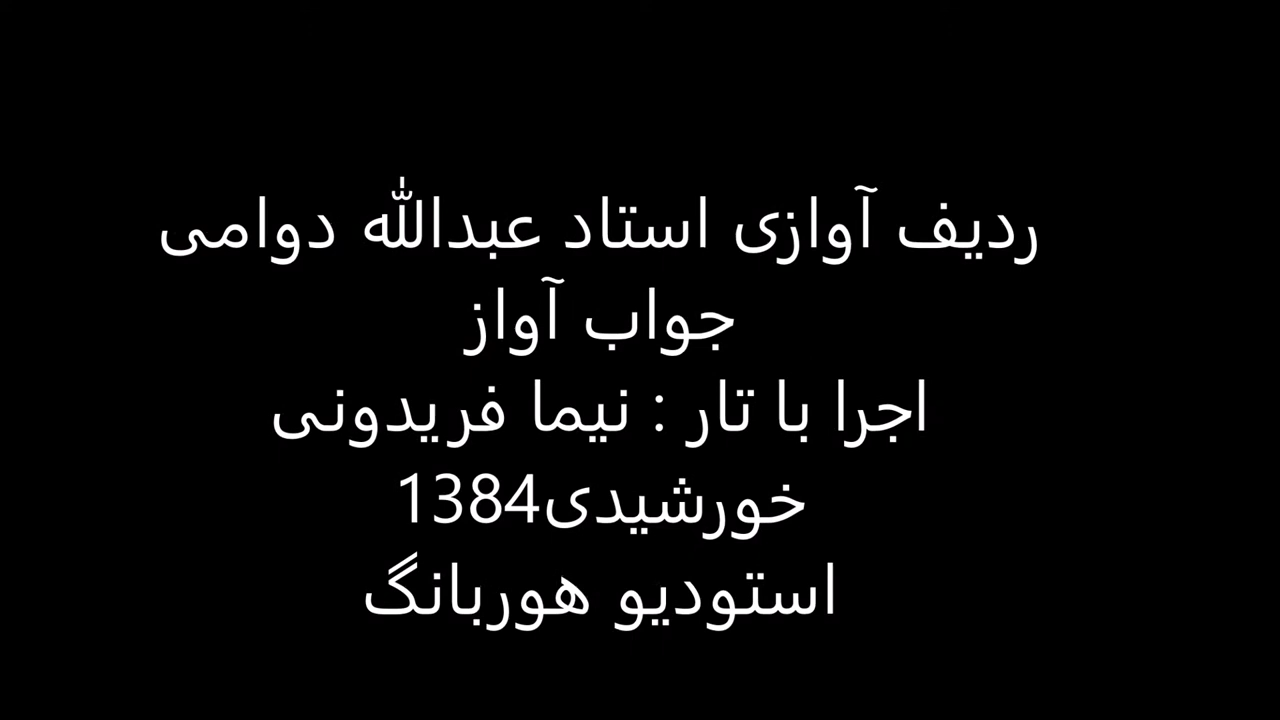 ردیف آوازی استاد عبدالله دوامی
جواب آواز
اجرا با تار : نیما فریدونی
خورشیدی1384
استودیو هوربانگ